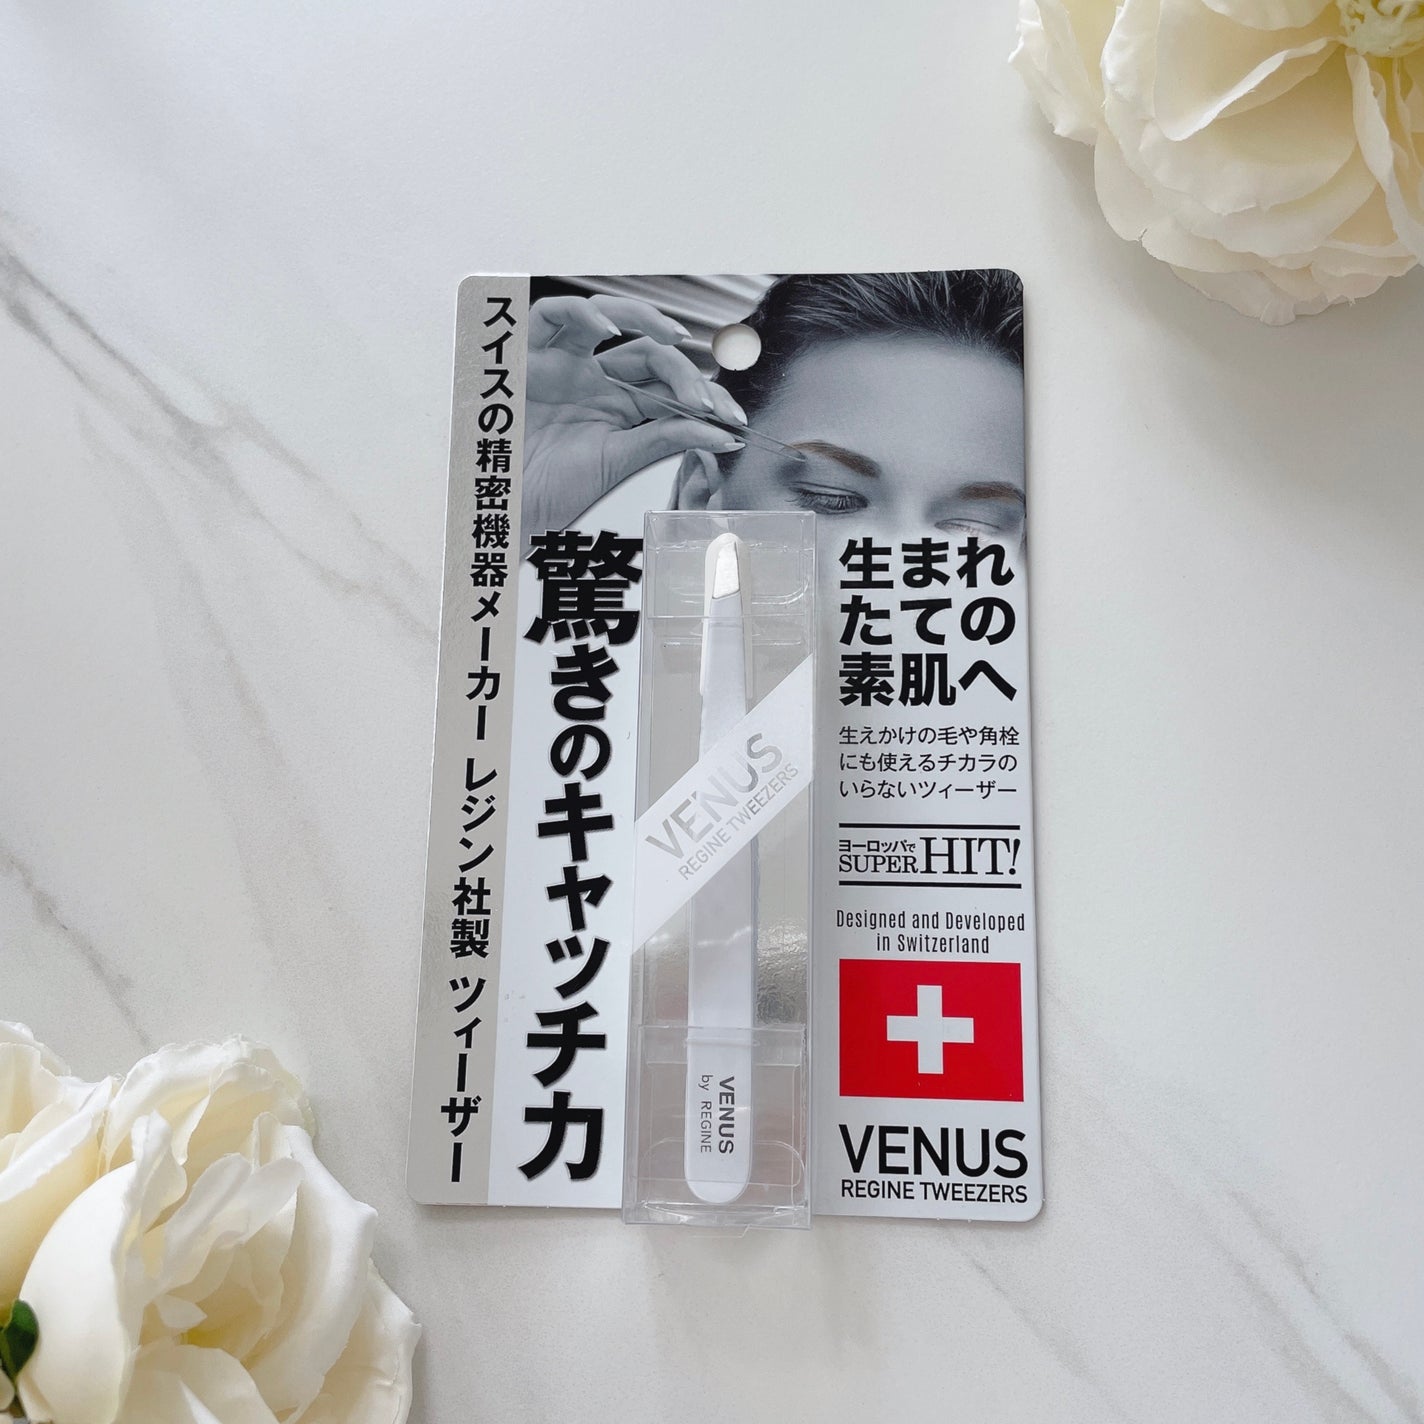 スイスの精密機器メーカー レジン社製 ツィーザー
驚きのキャッチ力
生まれ
たての
素肌へ
生えかけの毛や角栓
にも使えるチカラの
いらないツィーザー
ヨーロッパで
SUPER HIT!
Designed and Developed
in Switzerland
VENUS
REGINE TWEEZERS
VENUS
REGINE TWEEZERS
VENUS
by REGINE